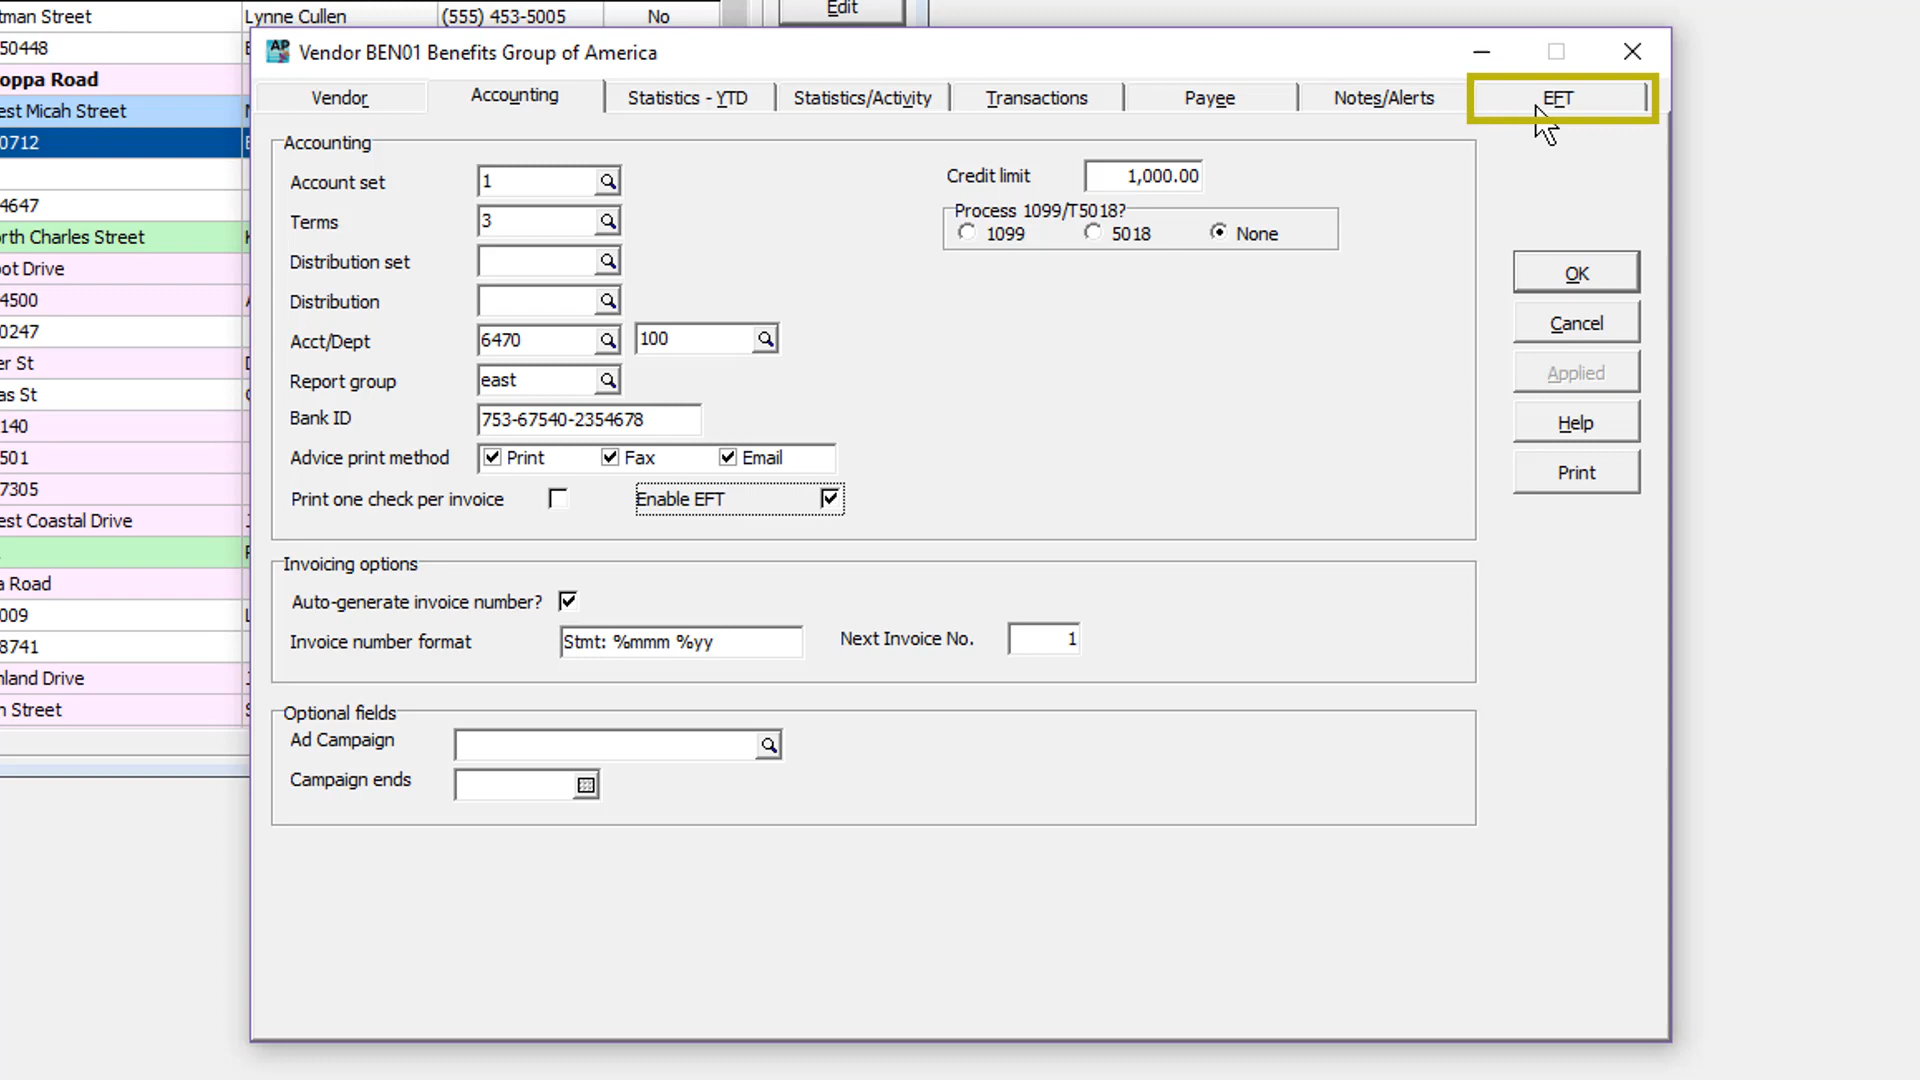 tman Street Lynne Cullen (555) 453-5005 No Edit
50448
oppa Road
est Micah Street
0712
4647
rth Charles Street
ot Drive
4500
0247
er St
as St
140
501
7305
est Coastal Drive
a Road
009
8741
nland Drive
n Street
AP Vendor BEN01 Benefits Group of America
Vendor Accounting Statistics - YTD Statistics/Activity Transactions Payee Notes/Alerts EFT
Accounting
Account set 1 Credit limit 1,000.00
Process 1099/T5018?
1099 5018 None
Terms 3
Distribution set
Distribution
Acct/Dept 6470 100
Report group east
Bank ID 753-67540-2354678
Advice print method Print Fax Email
Print one check per invoice Enable EFT
OK
Cancel
Applied
Help
Print
Invoicing options
Auto-generate invoice number?
Invoice number format Stmt: %mmm %yy Next Invoice No. 1
Optional fields
Ad Campaign
Campaign ends